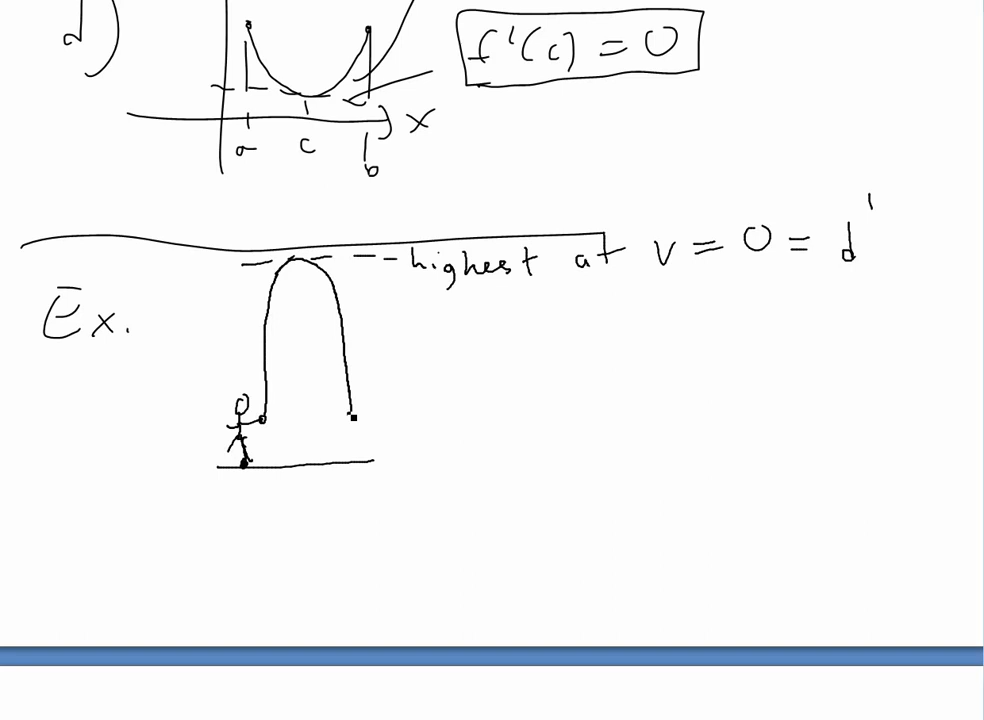 d)
f'(c) = 0
x
a c b
highest at v = 0 = d'
Ex.